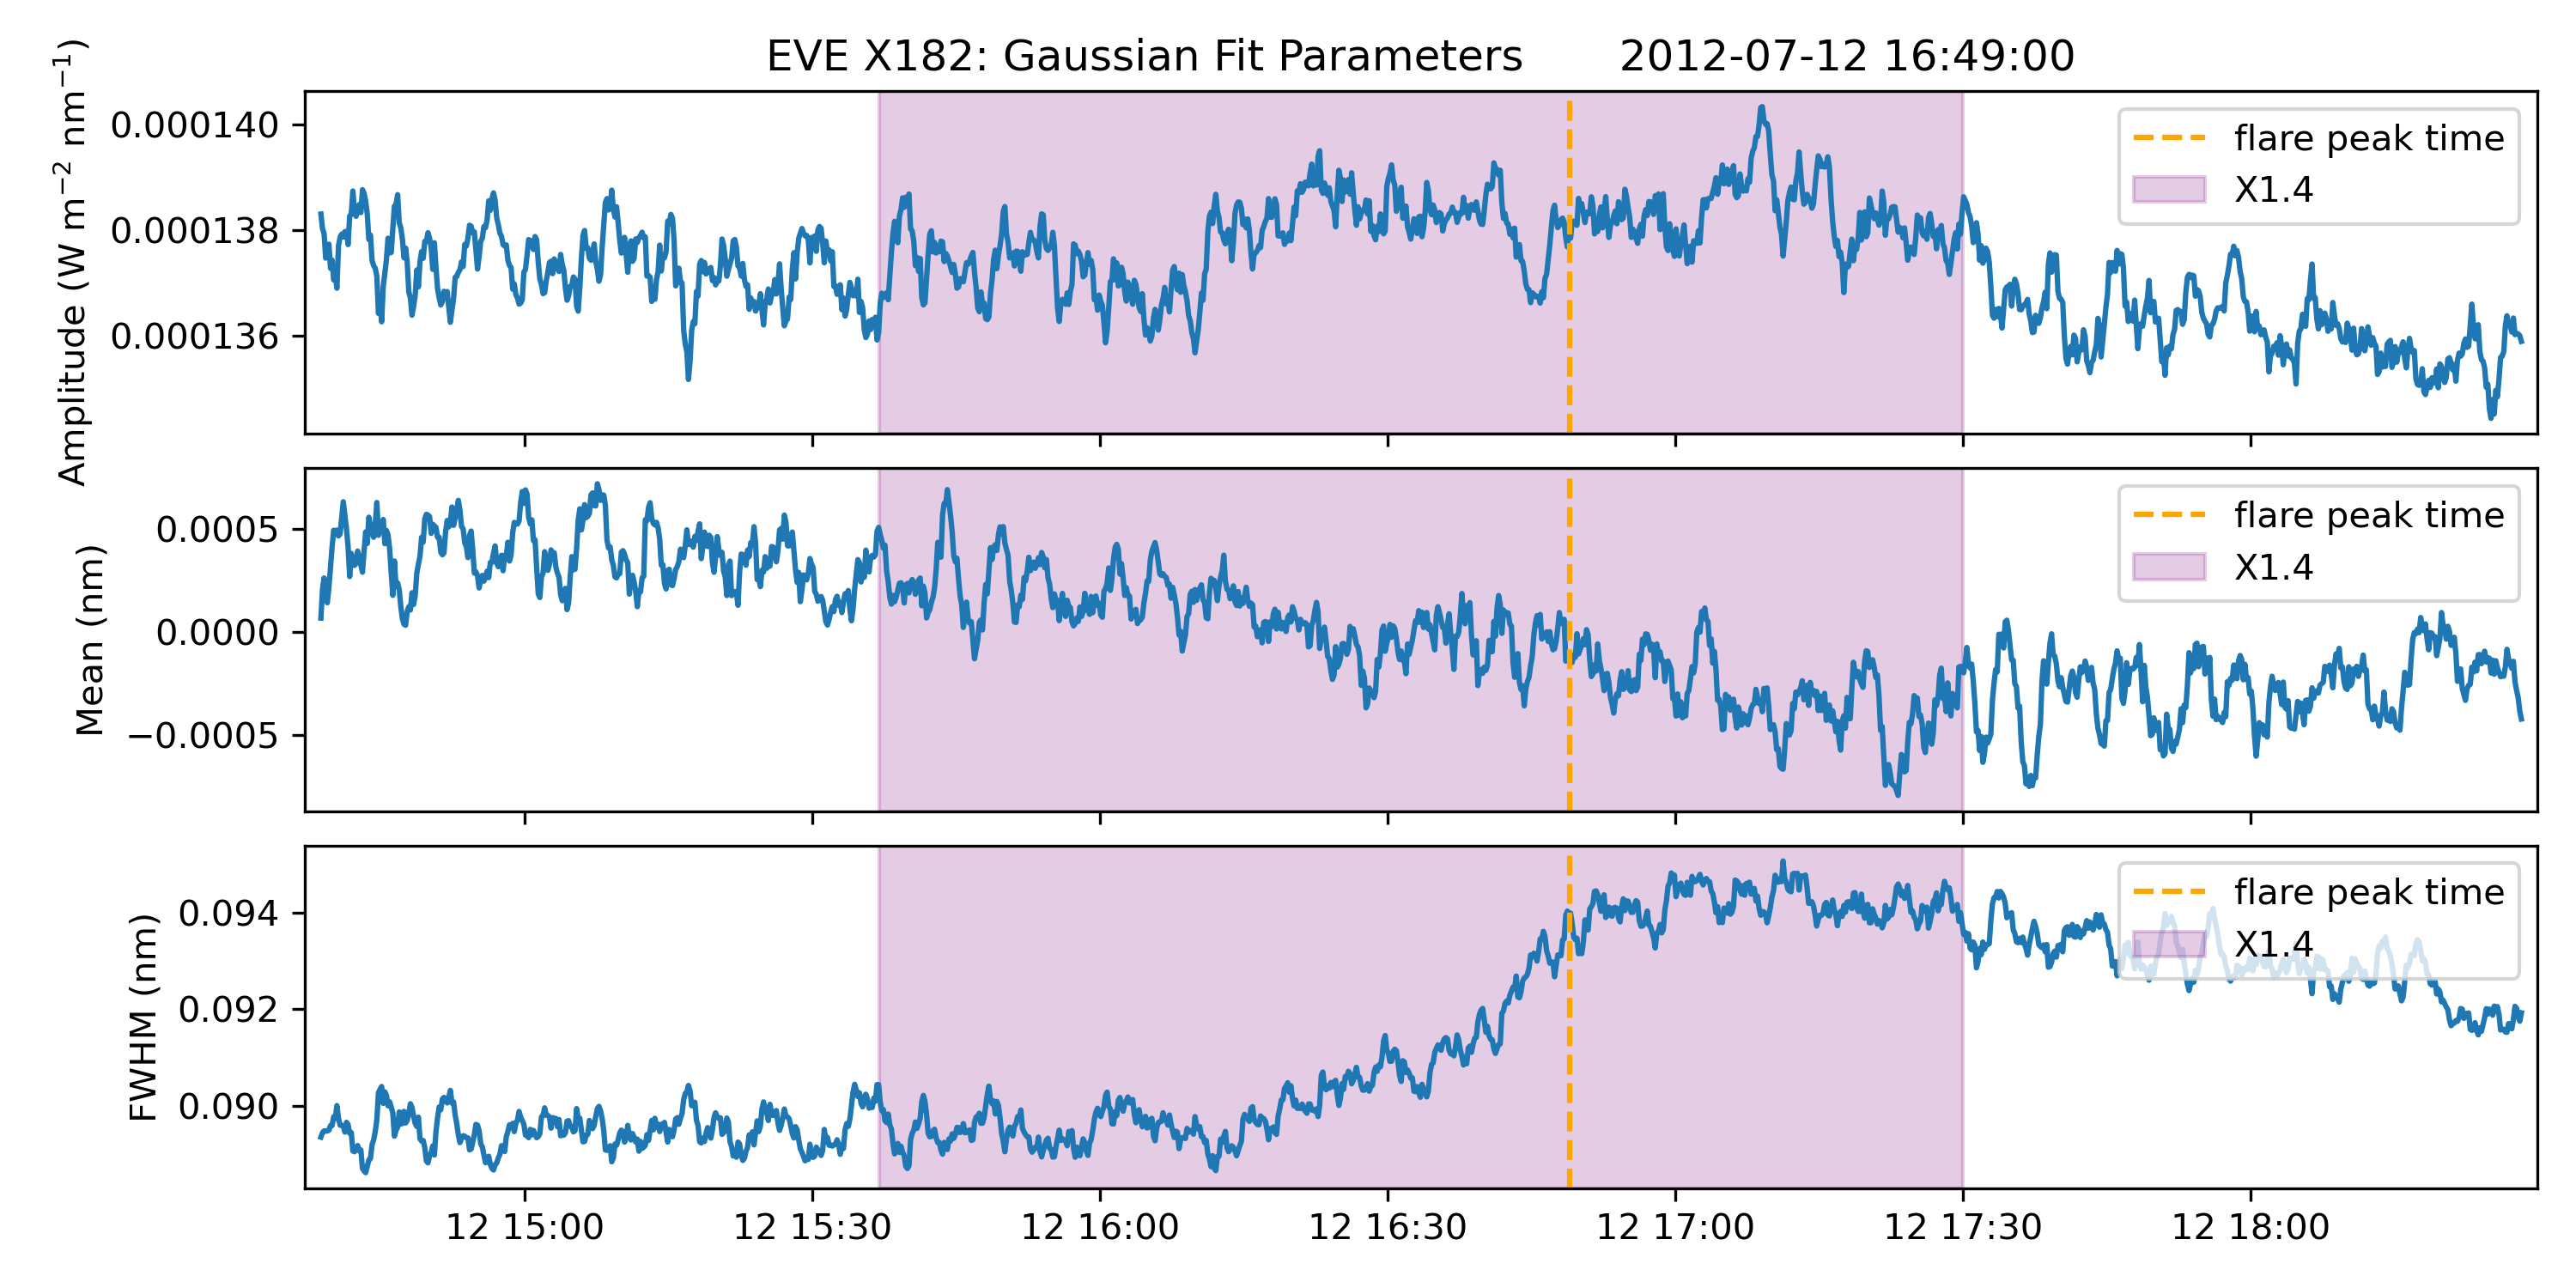 EVE X182: Gaussian Fit Parameters 2012-07-12 16:49:00
Amplitude (W m⁻² nm⁻¹)
0.000140
0.000138
0.000136
flare peak time
X1.4
Mean (nm)
0.0005
0.0000
−0.0005
flare peak time
X1.4
FWHM (nm)
0.094
0.092
0.090
flare peak time
X1.4
12 15:00 12 15:30 12 16:00 12 16:30 12 17:00 12 17:30 12 18:00